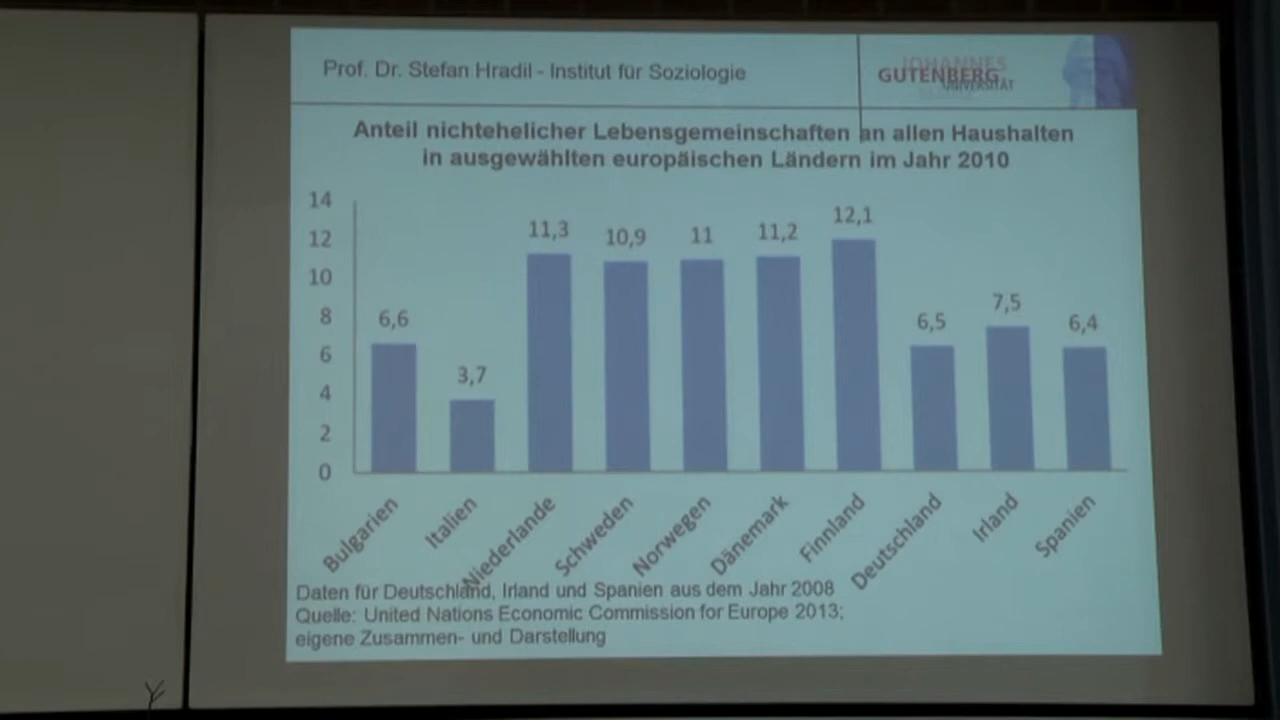 Prof. Dr. Stefan Hradil - Institut für Soziologie
JOHANNES
GUTENBERG
UNIVERSITÄT
Anteil nichtehelicher Lebensgemeinschaften an allen Haushalten
in ausgewählten europäischen Ländern im Jahr 2010
14
12
10
8
6
4
2
0
6,6
3,7
11,3
10,9
11
11,2
12,1
6,5
7,5
6,4
Bulgarien
Italien
Niederlande
Schweden
Norwegen
Dänemark
Finnland
Deutschland
Irland
Spanien
Daten für Deutschland, Irland und Spanien aus dem Jahr 2008
Quelle: United Nations Economic Commission for Europe 2013;
eigene Zusammen- und Darstellung